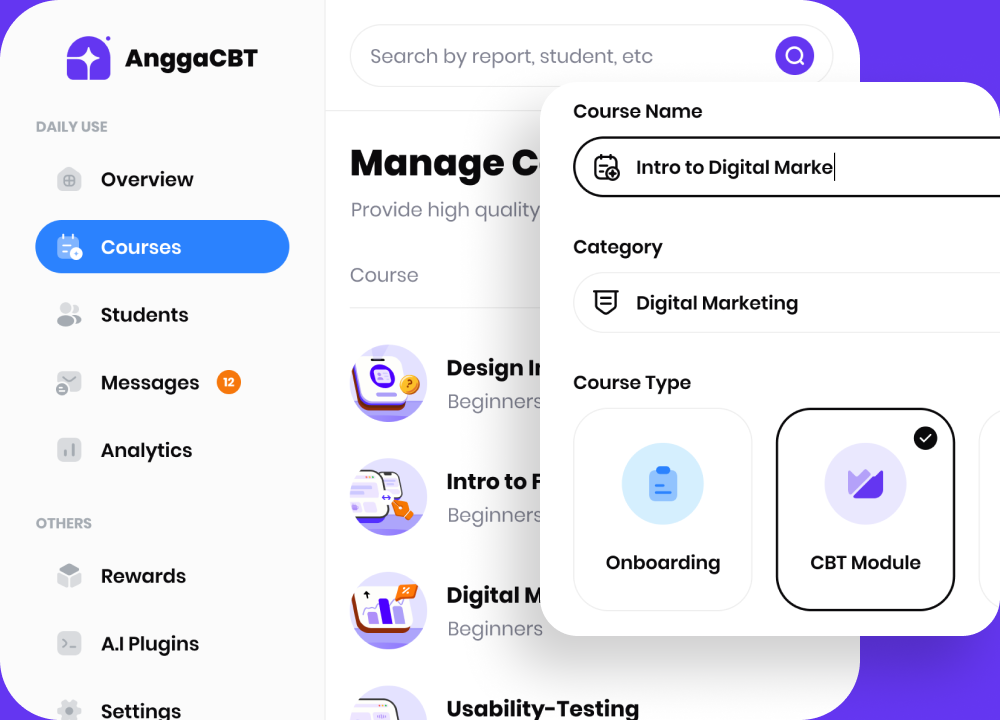 AnggaCBT
DAILY USE
Overview
Courses
Students
Messages 12
Analytics
OTHERS
Rewards
A.I Plugins
Settings
Search by report, student, etc
Manage C
Provide high quality
Course
Design In
Beginners
Intro to F
Beginners
Digital M
Beginners
Usability-Testing
Course Name
Intro to Digital Marke
Category
Digital Marketing
Course Type
Onboarding
CBT Module